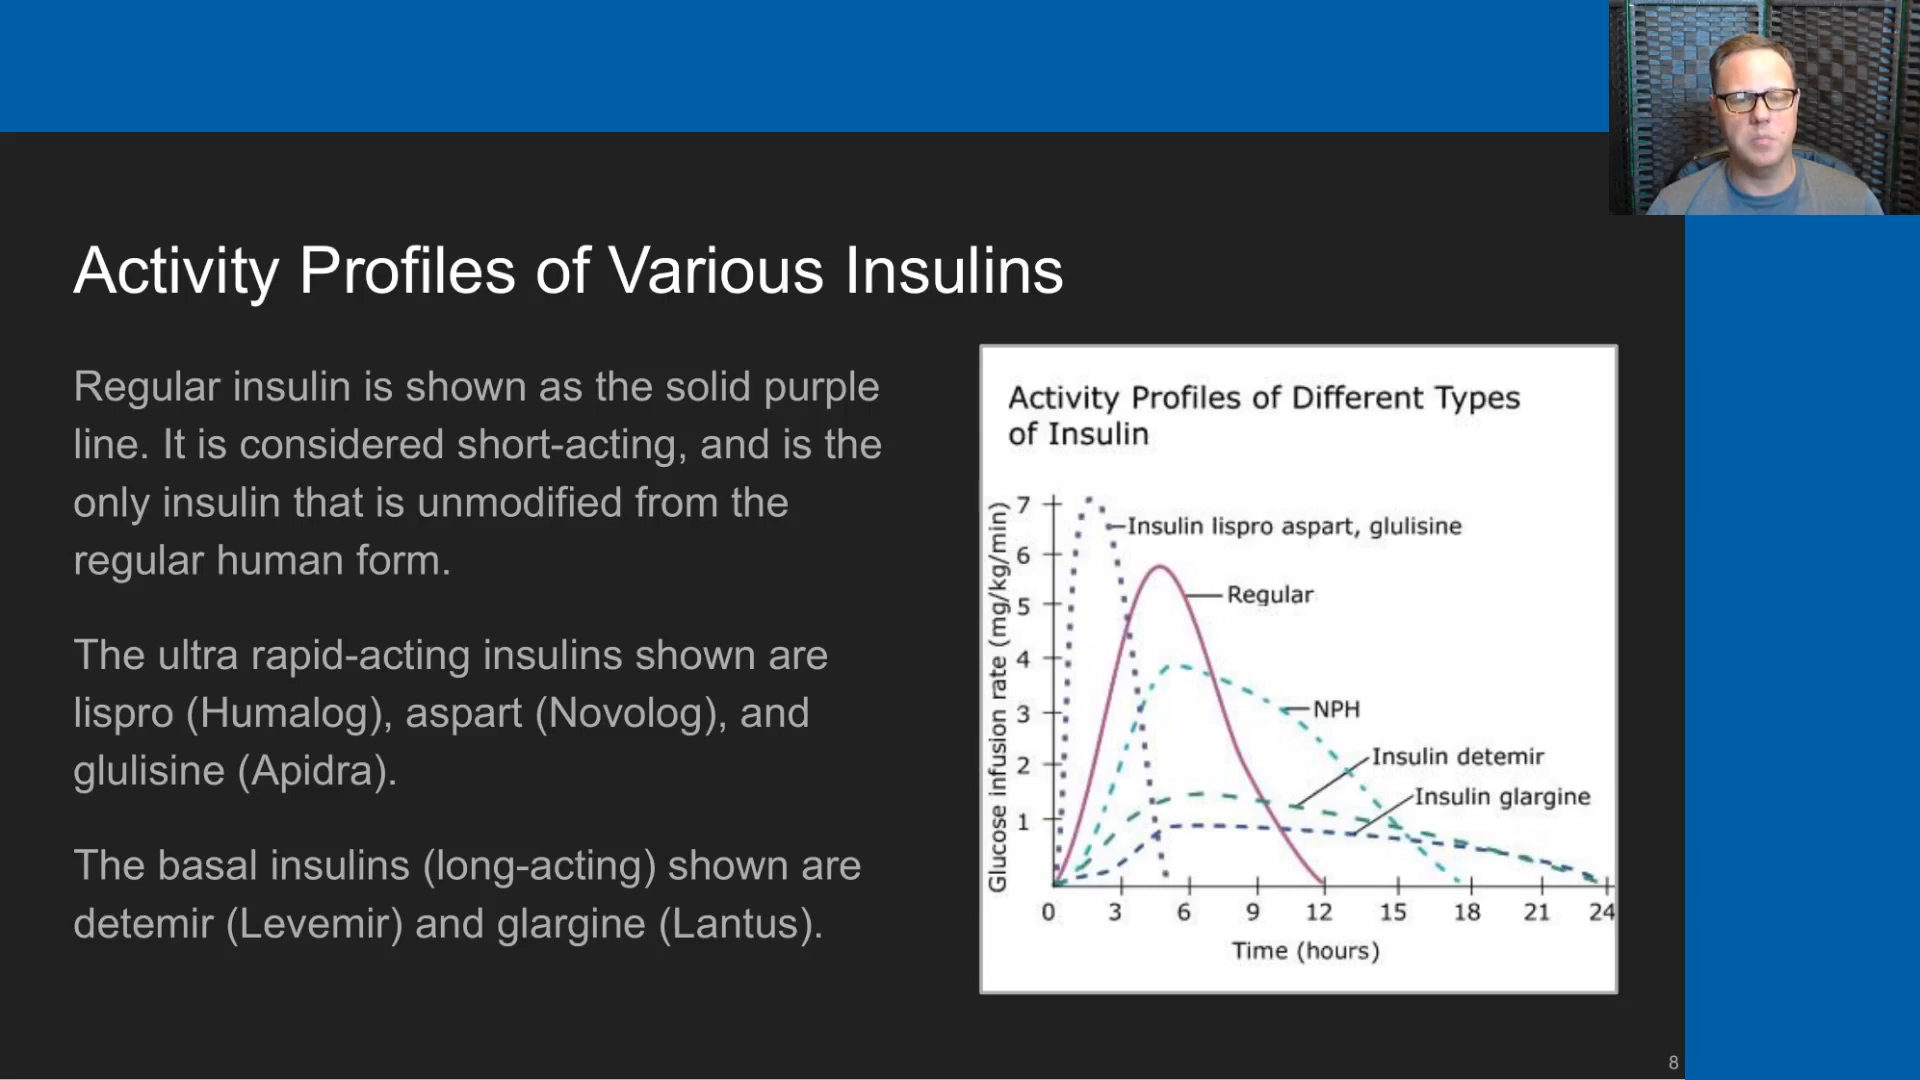 Activity Profiles of Various Insulins
Regular insulin is shown as the solid purple
line. It is considered short-acting, and is the
only insulin that is unmodified from the
regular human form.
The ultra rapid-acting insulins shown are
lispro (Humalog), aspart (Novolog), and
glulisine (Apidra).
The basal insulins (long-acting) shown are
detemir (Levemir) and glargine (Lantus).
Activity Profiles of Different Types
of Insulin
Glucose infusion rate (mg/kg/min)
7
6
5
4
3
2
1
Insulin lispro aspart, glulisine
Regular
NPH
Insulin detemir
Insulin glargine
0 3 6 9 12 15 18 21 24
Time (hours)
8